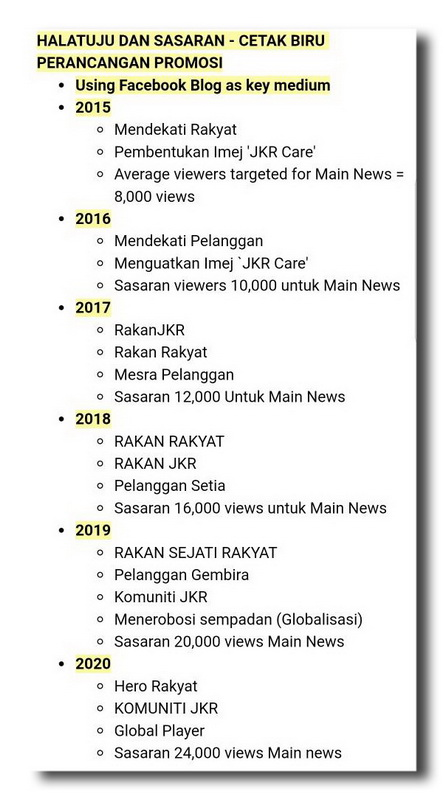 HALATUJU DAN SASARAN - CETAK BIRU
PERANCANGAN PROMOSI
Using Facebook Blog as key medium
2015
Mendekati Rakyat
Pembentukan Imej 'JKR Care'
Average viewers targeted for Main News =
8,000 views
2016
Mendekati Pelanggan
Menguatkan Imej `JKR Care'
Sasaran viewers 10,000 untuk Main News
2017
RakanJKR
Rakan Rakyat
Mesra Pelanggan
Sasaran 12,000 Untuk Main News
2018
RAKAN RAKYAT
RAKAN JKR
Pelanggan Setia
Sasaran 16,000 views untuk Main News
2019
RAKAN SEJATI RAKYAT
Pelanggan Gembira
Komuniti JKR
Menerobosi sempadan (Globalisasi)
Sasaran 20,000 views Main News
2020
Hero Rakyat
KOMUNITI JKR
Global Player
Sasaran 24,000 views Main news